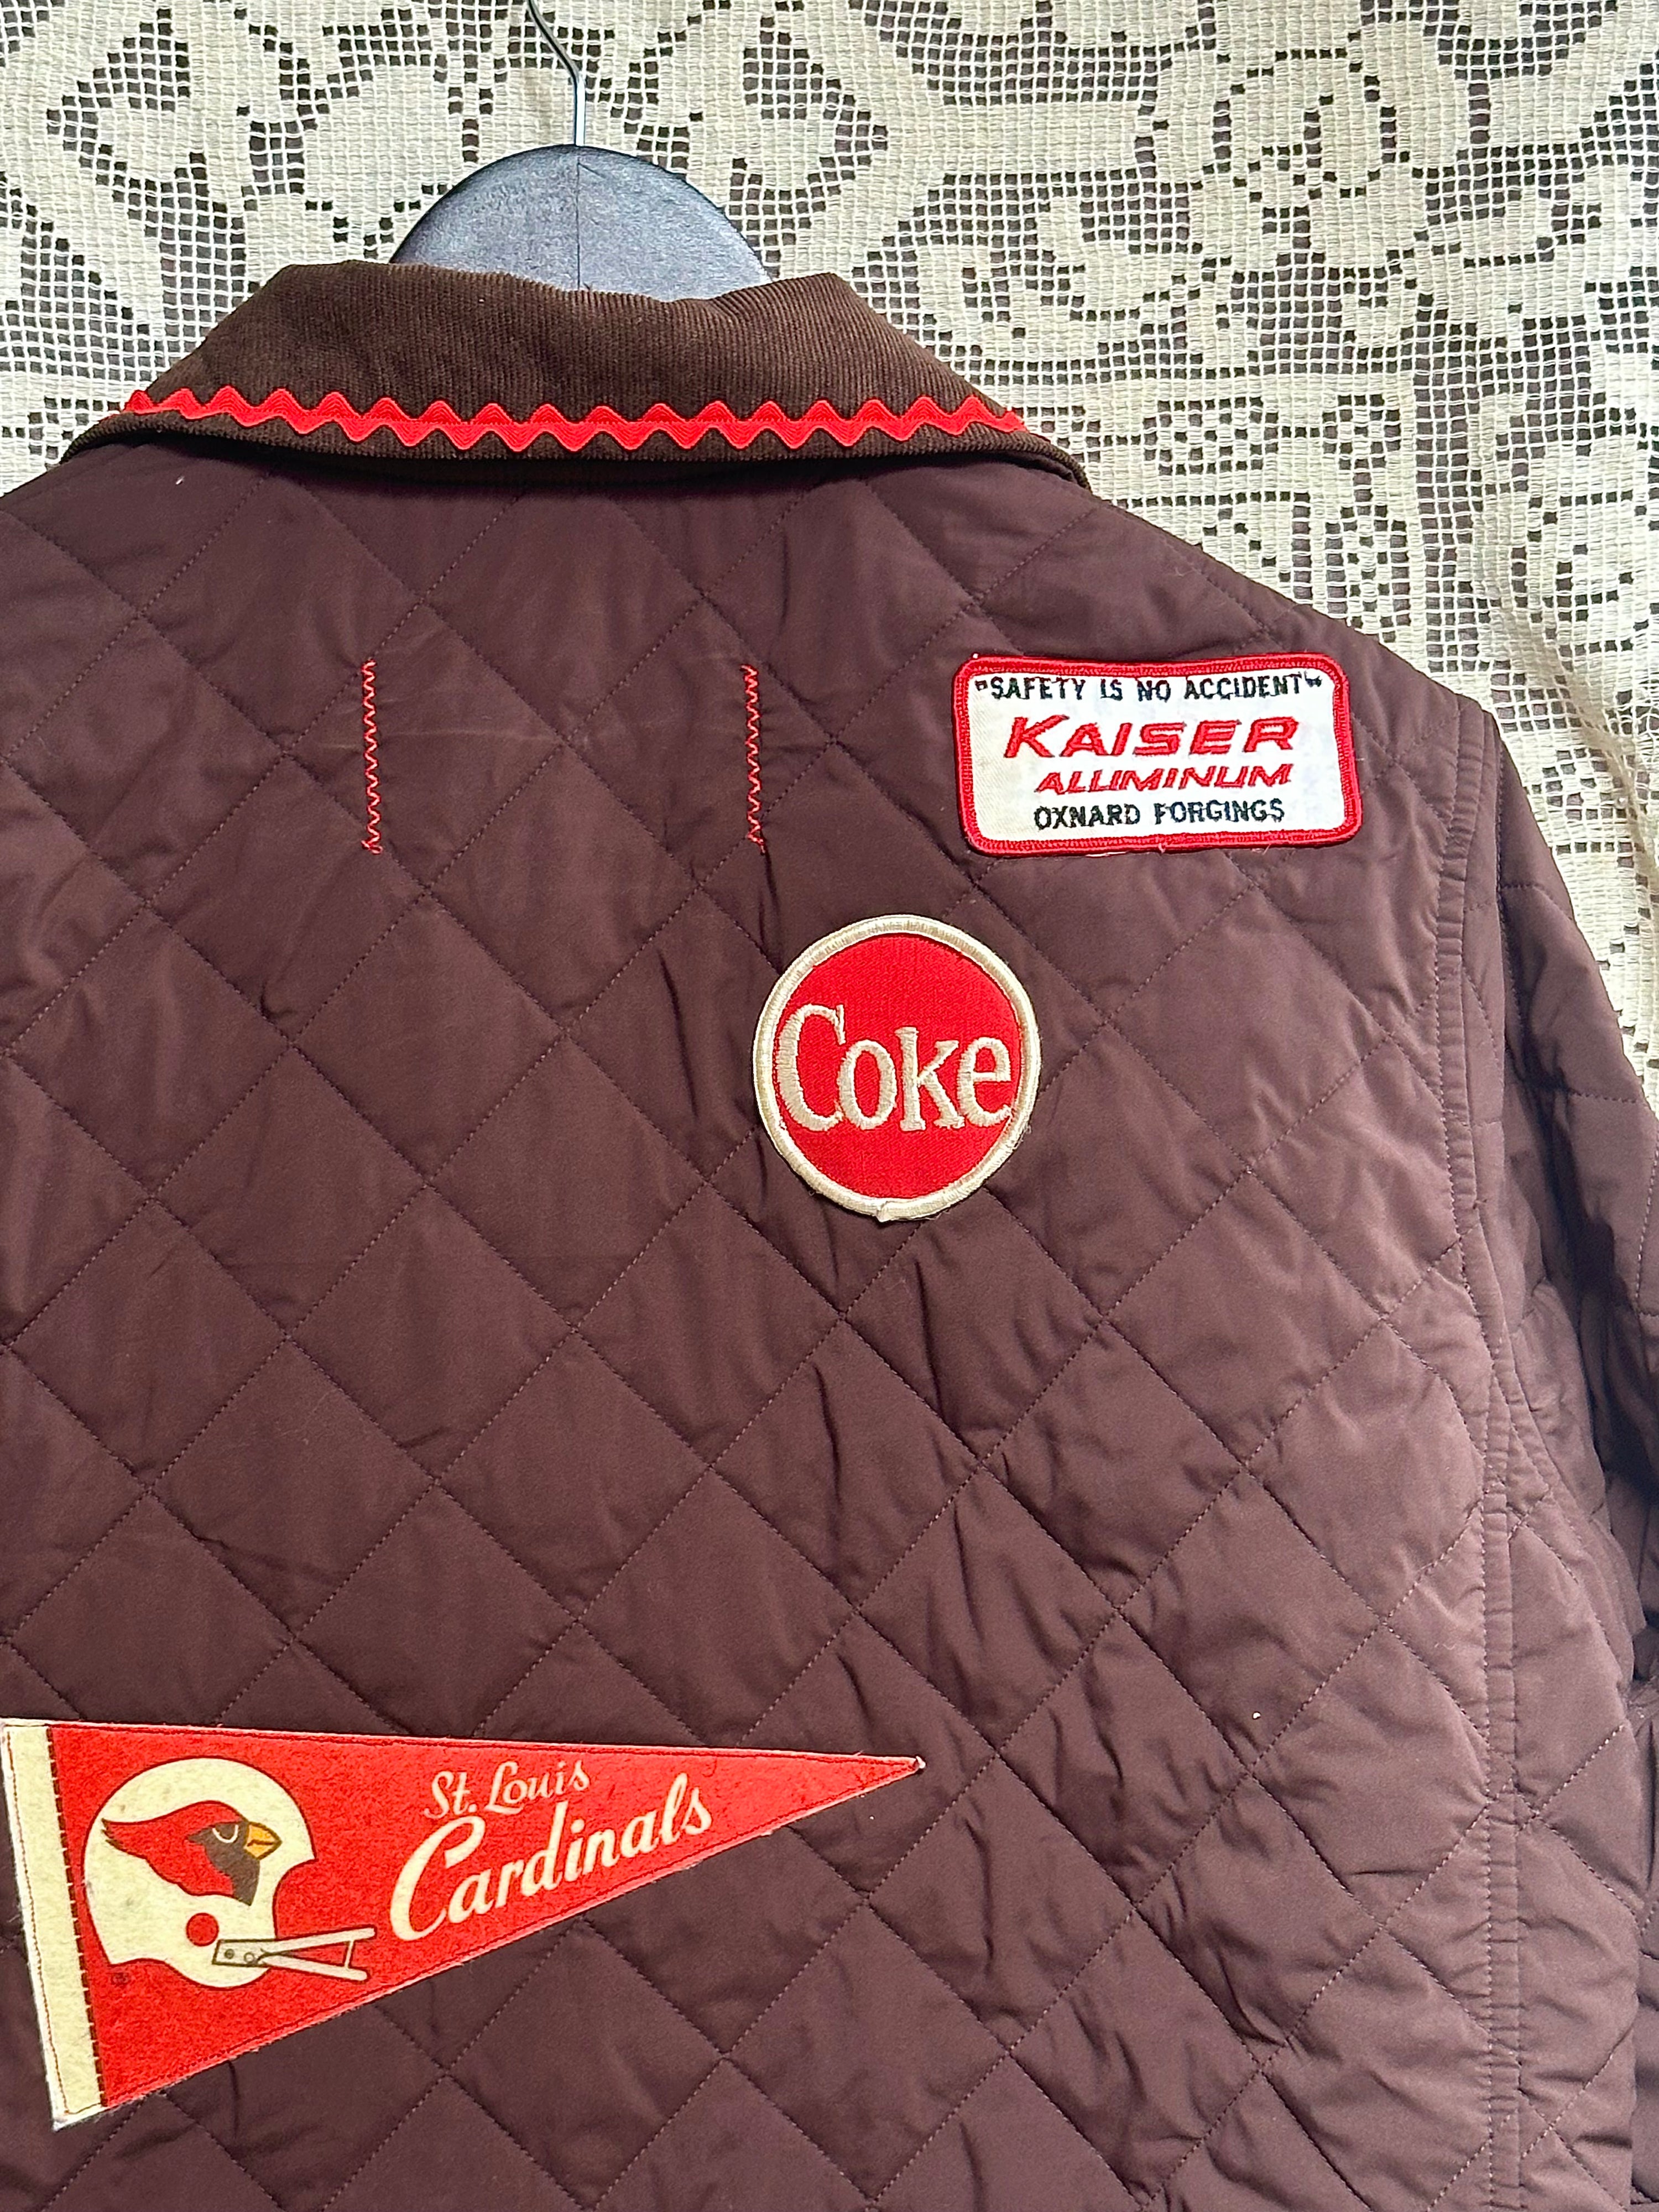 "SAFETY IS NO ACCIDENT"
KAISER
ALUMINUM
OXNARD FORGINGS
Coke
St. Louis
Cardinals